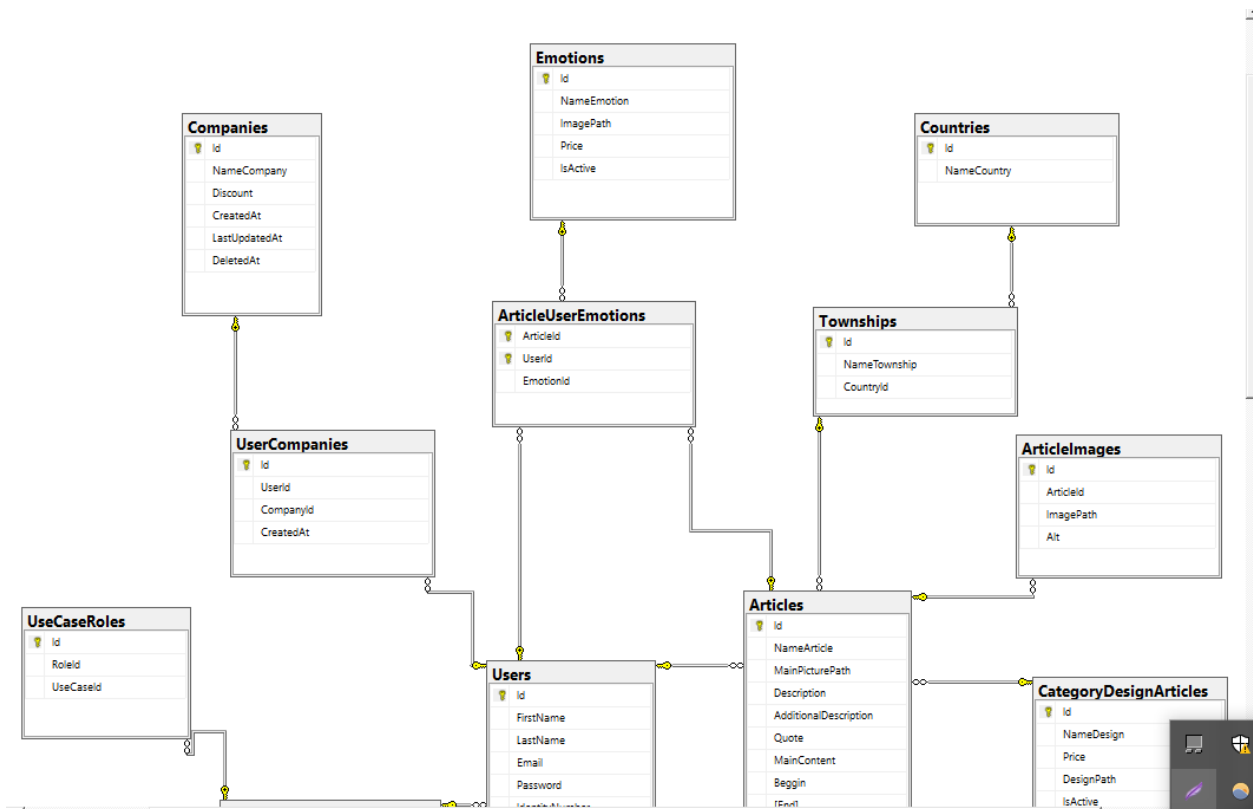 Emotions
Id
NameEmotion
ImagePath
Price
IsActive
Companies
Id
NameCompany
Discount
CreatedAt
LastUpdatedAt
DeletedAt
Countries
Id
NameCountry
ArticleUserEmotions
ArticleId
UserId
EmotionId
Townships
Id
NameTownship
CountryId
UserCompanies
Id
UserId
CompanyId
CreatedAt
ArticleImages
Id
ArticleId
ImagePath
Alt
UseCaseRoles
Id
RoleId
UseCaseId
Users
Id
FirstName
LastName
Email
Password
IdentityNumber
Articles
Id
NameArticle
MainPicturePath
Description
AdditionalDescription
Quote
MainContent
Beggin
[End]
CategoryDesignArticles
Id
NameDesign
Price
DesignPath
IsActive